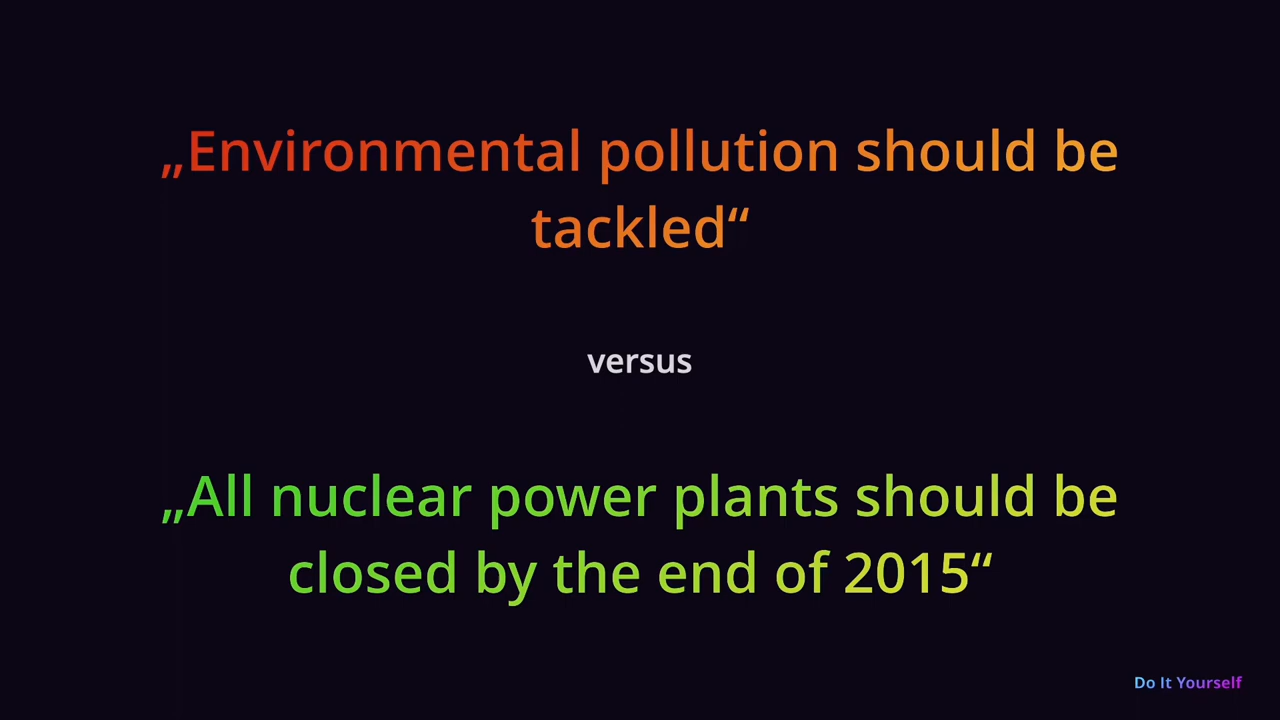 „Environmental pollution should be
tackled“
versus
„All nuclear power plants should be
closed by the end of 2015“
Do It Yourself